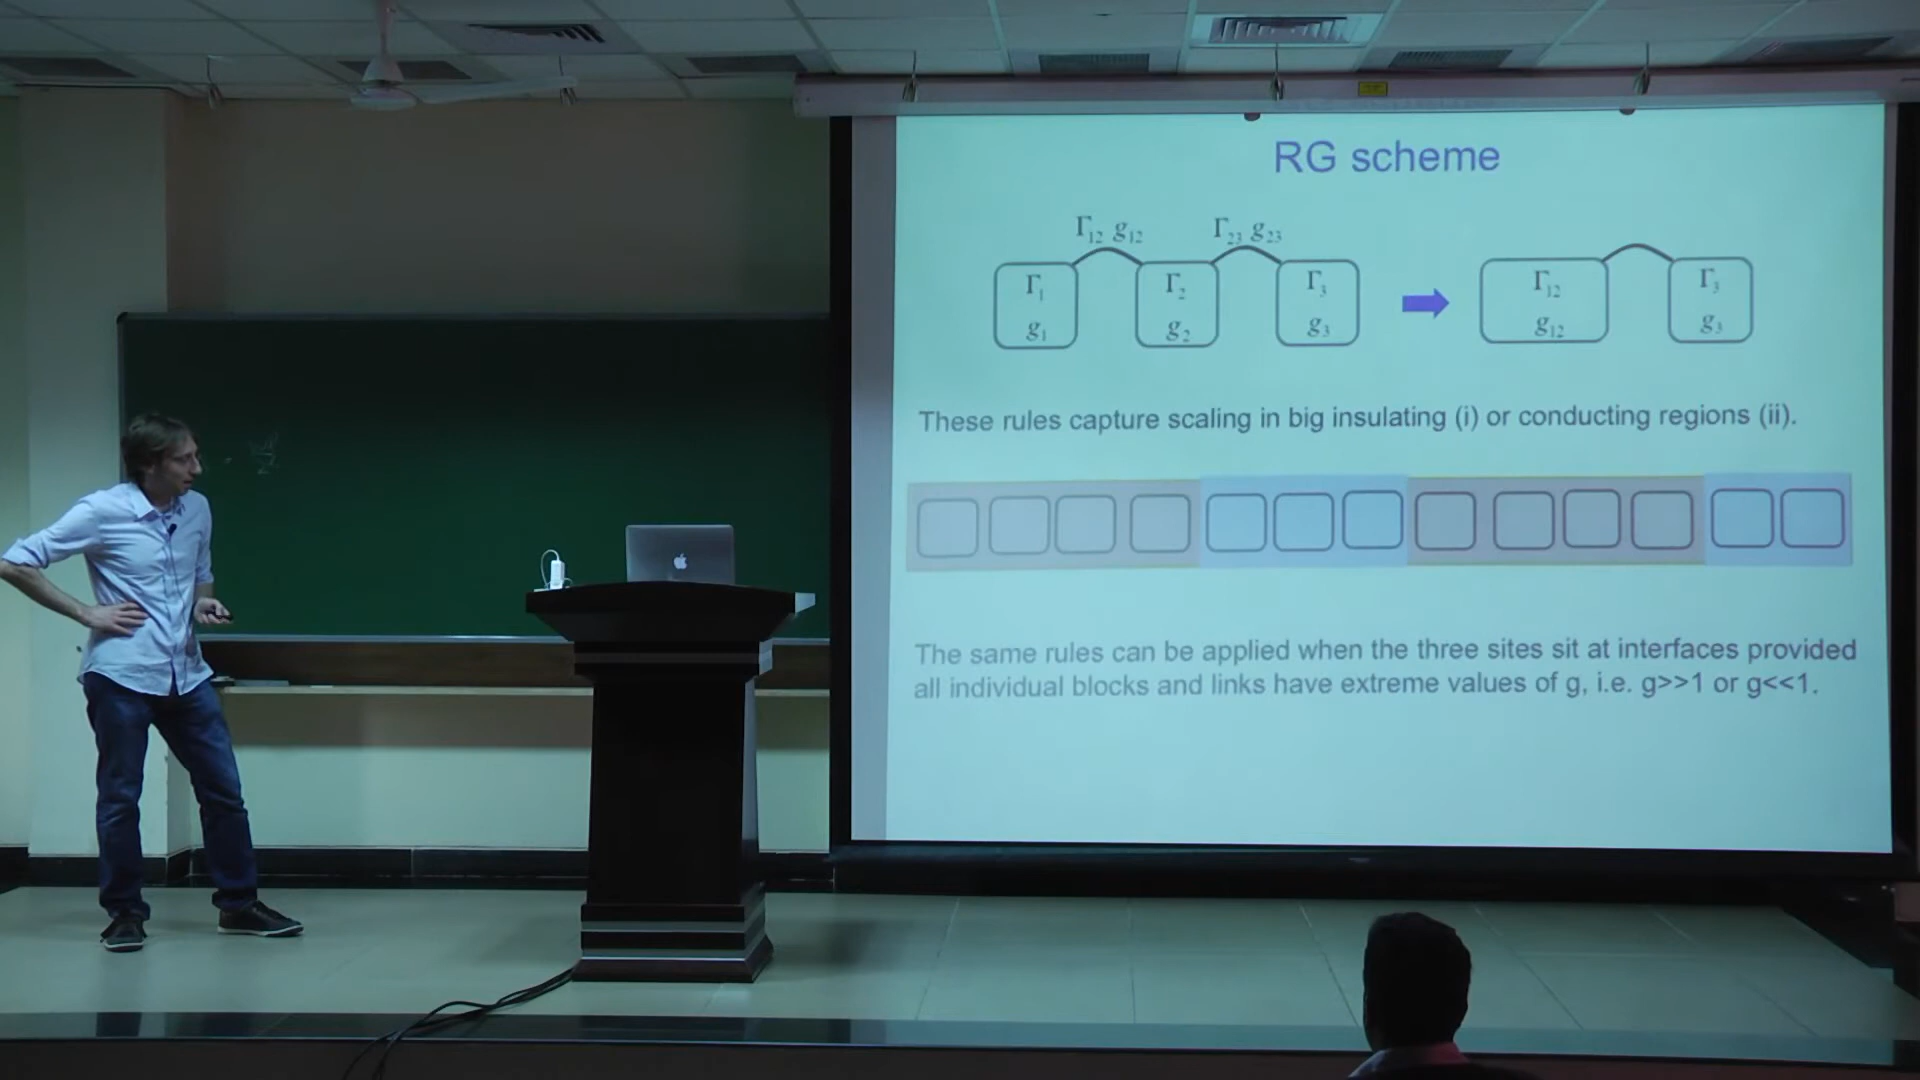 RG scheme
Γ₁₂ g₁₂ Γ₂₃ g₂₃
Γ₁ Γ₂ Γ₃ Γ₁₂ Γ₃
g₁ g₂ g₃ g₁₂ g₃
These rules capture scaling in big insulating (i) or conducting regions (ii).
The same rules can be applied when the three sites sit at interfaces provided
all individual blocks and links have extreme values of g, i.e. g>>1 or g<<1.